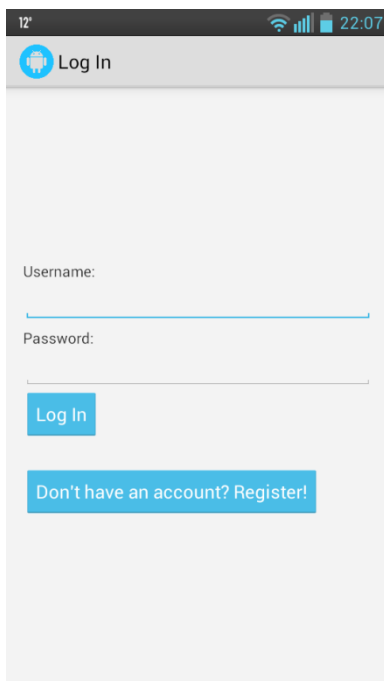 12°
22:07
Log In
Username:
Password:
Log In
Don't have an account? Register!